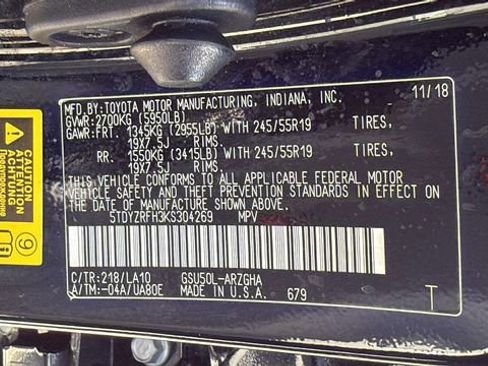 MFD.BY:TOYOTA MOTOR MANUFACTURING, INDIANA, INC. 11/18
GVWR:2700KG (5950LB)
GAWR:FRT. 1345KG (2955LB) WITH 245/55R19 TIRES,
19X7.5J RIMS.
RR. 1550KG (3415LB) WITH 245/55R19 TIRES,
19X7.5J RIMS.
THIS VEHICLE CONFORMS TO ALL APPLICABLE FEDERAL MOTOR
VEHICLE SAFETY AND THEFT PREVENTION STANDARDS IN EFFECT ON
THE DATE OF MANUFACTURE SHOWN ABOVE.
5TDYZRFH3KS304269 MPV
C/TR:218/LA10 GSU50L-ARZGHA
A/TM:-04A/UA80E MADE IN U.S.A. 679 T
CAUTION
ATTENTION
ACHTUNG
9